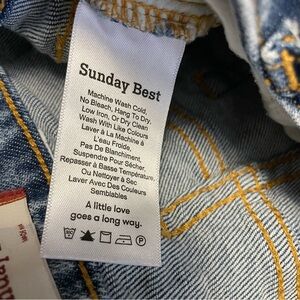 Sunday Best
Machine Wash Cold,
No Bleach, Hang To Dry,
Low Iron, Or Dry Clean
Wash With Like Colours
Laver À La Machine à
L'eau Froide,
Pas De Blanchiment,
Suspendre Pour Sécher,
Repasser à Basse Température
Ou Nettoyer à Sec
Laver Avec Des Couleurs
Semblables
A little love
goes a long way.